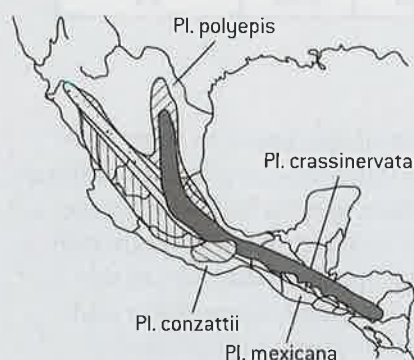 Pl. polyepis
Pl. crassinervata
Pl. conzattii
Pl. mexicana